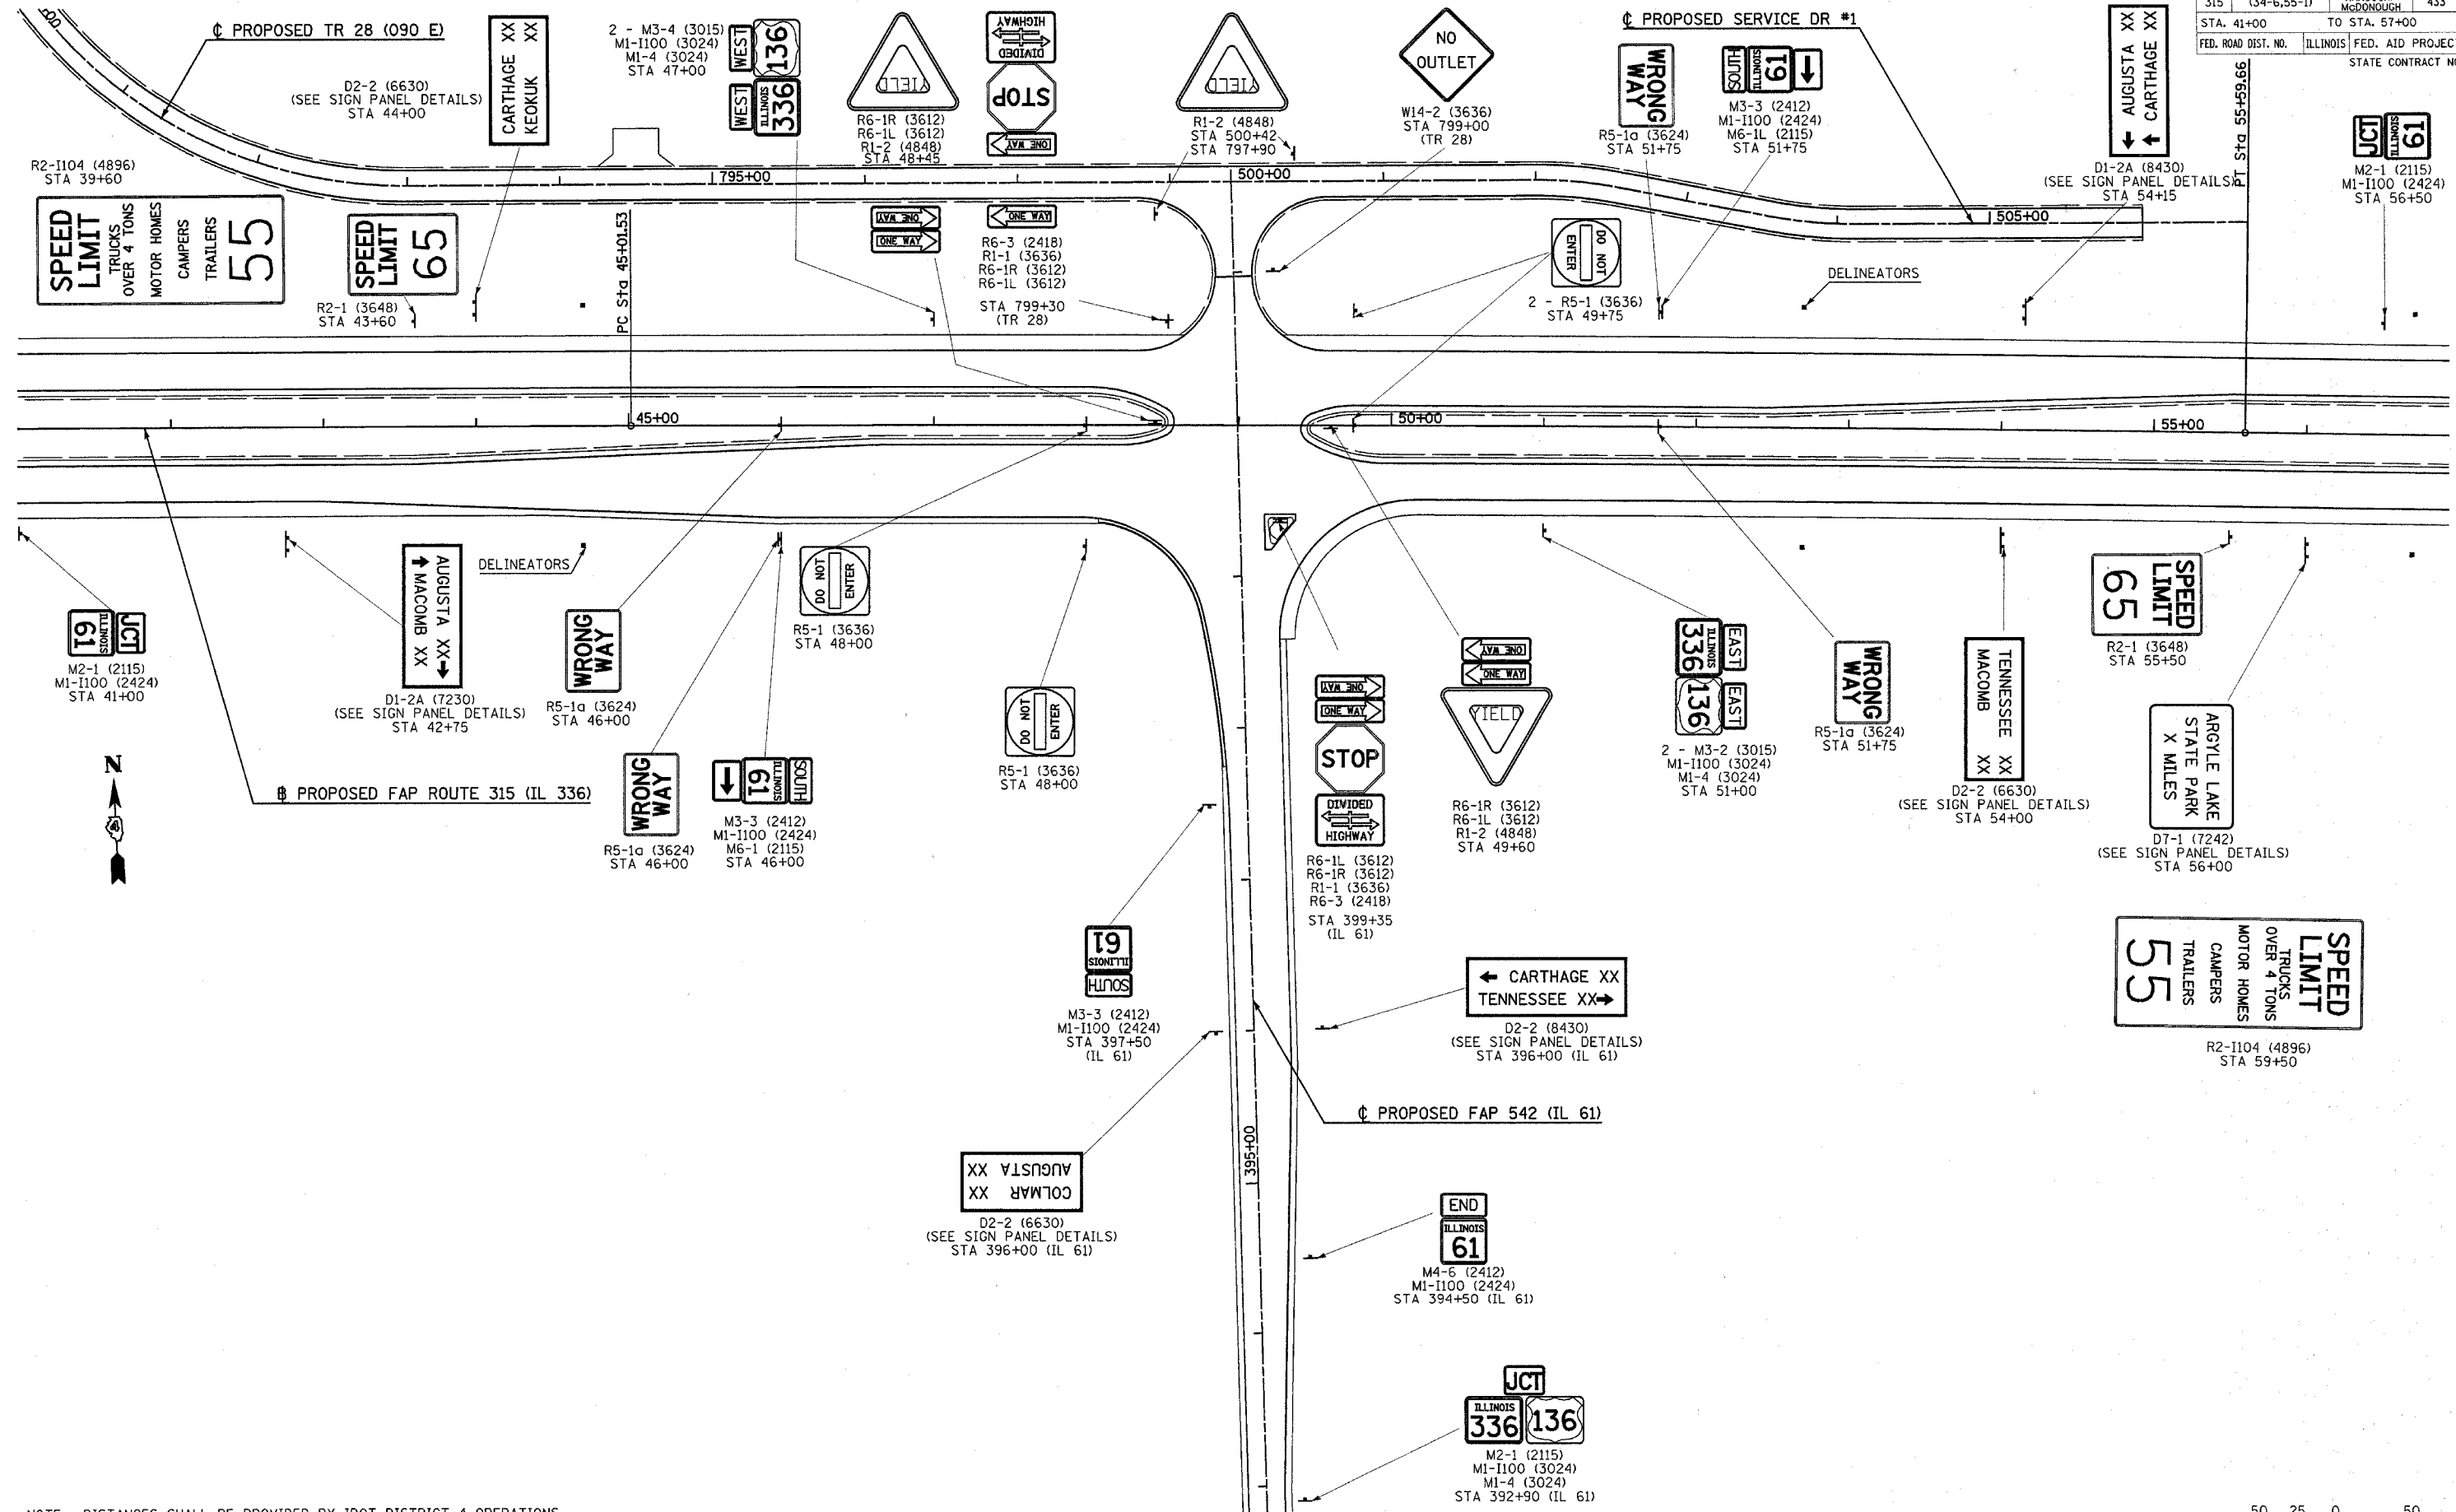 00
℄ PROPOSED TR 28 (090 E)
D2-2 (6630)
(SEE SIGN PANEL DETAILS)
STA 44+00
CARTHAGE XX
KEOKUK XX
2 - M3-4 (3015)
M1-I100 (3024)
M1-4 (3024)
STA 47+00
WEST
136
WEST
ILLINOIS
336
YIELD
R6-1R (3612)
R6-1L (3612)
R1-2 (4848)
STA 48+45
DIVIDED
HIGHWAY
STOP
ONE WAY
YIELD
R1-2 (4848)
STA 500+42
STA 797+90
NO
OUTLET
W14-2 (3636)
STA 799+00
(TR 28)
℄ PROPOSED SERVICE DR #1
WRONG
WAY
R5-1a (3624)
STA 51+75
SOUTH
ILLINOIS
61
M3-3 (2412)
M1-I100 (2424)
M6-1L (2115)
STA 51+75
AUGUSTA XX
CARTHAGE XX
D1-2A (8430)
(SEE SIGN PANEL DETAILS)
STA 54+15
315 (34-6,55-1) McDONOUGH 433
STA. 41+00 TO STA. 57+00
FED. ROAD DIST. NO. ILLINOIS FED. AID PROJEC
STATE CONTRACT NO
PT Sta 55+59.66
JCT
ILLINOIS
61
M2-1 (2115)
M1-I100 (2424)
STA 56+50
R2-I104 (4896)
STA 39+60
SPEED
LIMIT
TRUCKS
OVER 4 TONS
MOTOR HOMES
CAMPERS
TRAILERS
55
SPEED
LIMIT
65
R2-1 (3648)
STA 43+60
PC Sta 45+01.53
795+00
500+00
505+00
ONE WAY
ONE WAY
ONE WAY
R6-3 (2418)
R1-1 (3636)
R6-1R (3612)
R6-1L (3612)
STA 799+30
(TR 28)
DO NOT
ENTER
2 - R5-1 (3636)
STA 49+75
DELINEATORS
45+00
50+00
55+00
JCT
ILLINOIS
61
M2-1 (2115)
M1-I100 (2424)
STA 41+00
AUGUSTA XX
MACOMB XX
D1-2A (7230)
(SEE SIGN PANEL DETAILS)
STA 42+75
DELINEATORS
WRONG
WAY
R5-1a (3624)
STA 46+00
DO NOT
ENTER
R5-1 (3636)
STA 48+00
N
4
℔ PROPOSED FAP ROUTE 315 (IL 336)
WRONG
WAY
R5-1a (3624)
STA 46+00
SOUTH
ILLINOIS
61
M3-3 (2412)
M1-I100 (2424)
M6-1 (2115)
STA 46+00
DO NOT
ENTER
R5-1 (3636)
STA 48+00
ONE WAY
ONE WAY
STOP
DIVIDED
HIGHWAY
R6-1L (3612)
R6-1R (3612)
R1-1 (3636)
R6-3 (2418)
STA 399+35
(IL 61)
ONE WAY
ONE WAY
YIELD
R6-1R (3612)
R6-1L (3612)
R1-2 (4848)
STA 49+60
EAST
ILLINOIS
336
EAST
136
2 - M3-2 (3015)
M1-I100 (3024)
M1-4 (3024)
STA 51+00
WRONG
WAY
R5-1a (3624)
STA 51+75
TENNESSEE XX
MACOMB XX
D2-2 (6630)
(SEE SIGN PANEL DETAILS)
STA 54+00
SPEED
LIMIT
65
R2-1 (3648)
STA 55+50
ARGYLE LAKE
STATE PARK
X MILES
D7-1 (7242)
(SEE SIGN PANEL DETAILS)
STA 56+00
SPEED
LIMIT
TRUCKS
OVER 4 TONS
MOTOR HOMES
CAMPERS
TRAILERS
55
R2-I104 (4896)
STA 59+50
SOUTH
ILLINOIS
61
M3-3 (2412)
M1-I100 (2424)
STA 397+50
(IL 61)
← CARTHAGE XX
TENNESSEE XX→
D2-2 (8430)
(SEE SIGN PANEL DETAILS)
STA 396+00 (IL 61)
℄ PROPOSED FAP 542 (IL 61)
395+00
COLMAR XX
AUGUSTA XX
D2-2 (6630)
(SEE SIGN PANEL DETAILS)
STA 396+00 (IL 61)
END
ILLINOIS
61
M4-6 (2412)
M1-I100 (2424)
STA 394+50 (IL 61)
JCT
ILLINOIS
336
136
M2-1 (2115)
M1-I100 (3024)
M1-4 (3024)
STA 392+90 (IL 61)
NOTE DISTANCES SHALL BE PROVIDED BY IDOT DISTRICT 4 OPERATIONS
50 25 0 50